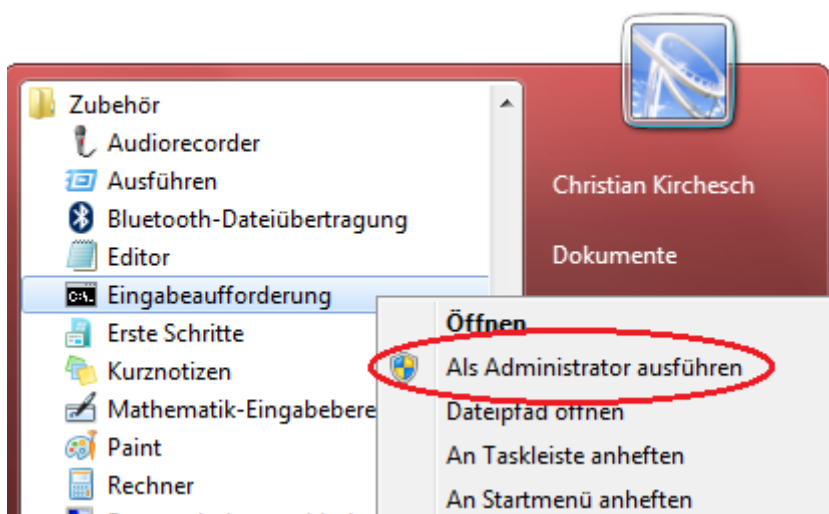 Zubehör
Audiorecorder
Ausführen
Bluetooth-Dateiübertragung
Editor
Eingabeaufforderung
Erste Schritte
Kurznotizen
Mathematik-Eingabebere
Paint
Rechner
Christian Kirchesch
Dokumente
Öffnen
Als Administrator ausführen
Dateipfad öffnen
An Taskleiste anheften
An Startmenü anheften